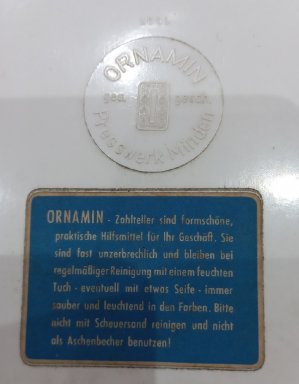 ORNAMIN
ges. gesch.
Presswerk Minden
ORNAMIN - Zahlteller sind formschöne,
praktische Hilfsmittel für Ihr Geschäft. Sie
sind fast unzerbrechlich und bleiben bei
regelmäßiger Reinigung mit einem feuchten
Tuch - eventuell mit etwas Seife - immer
sauber und leuchtend in den Farben. Bitte
nicht mit Scheuersand reinigen und nicht
als Aschenbecher benutzen!